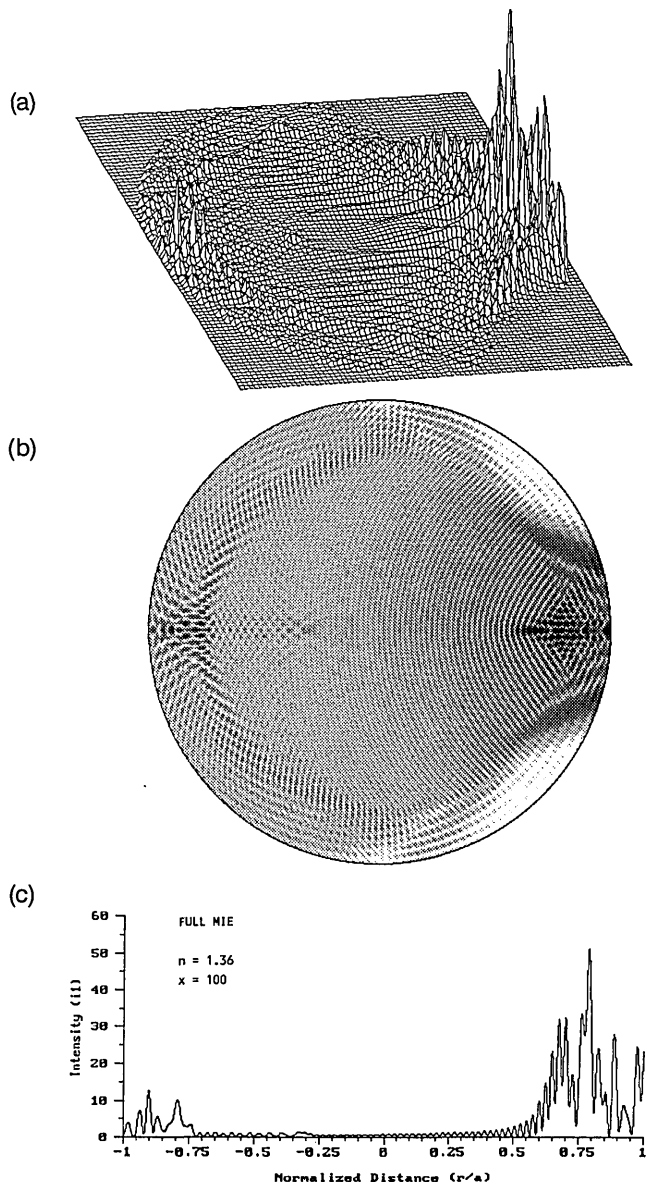 (a)
(b)
(c)
60
50
40
30
20
10
0
Intensity (i1)
FULL MIE
n = 1.36
x = 100
-1 -0.75 -0.5 -0.25 0 0.25 0.5 0.75 1
Normalized Distance (r/a)